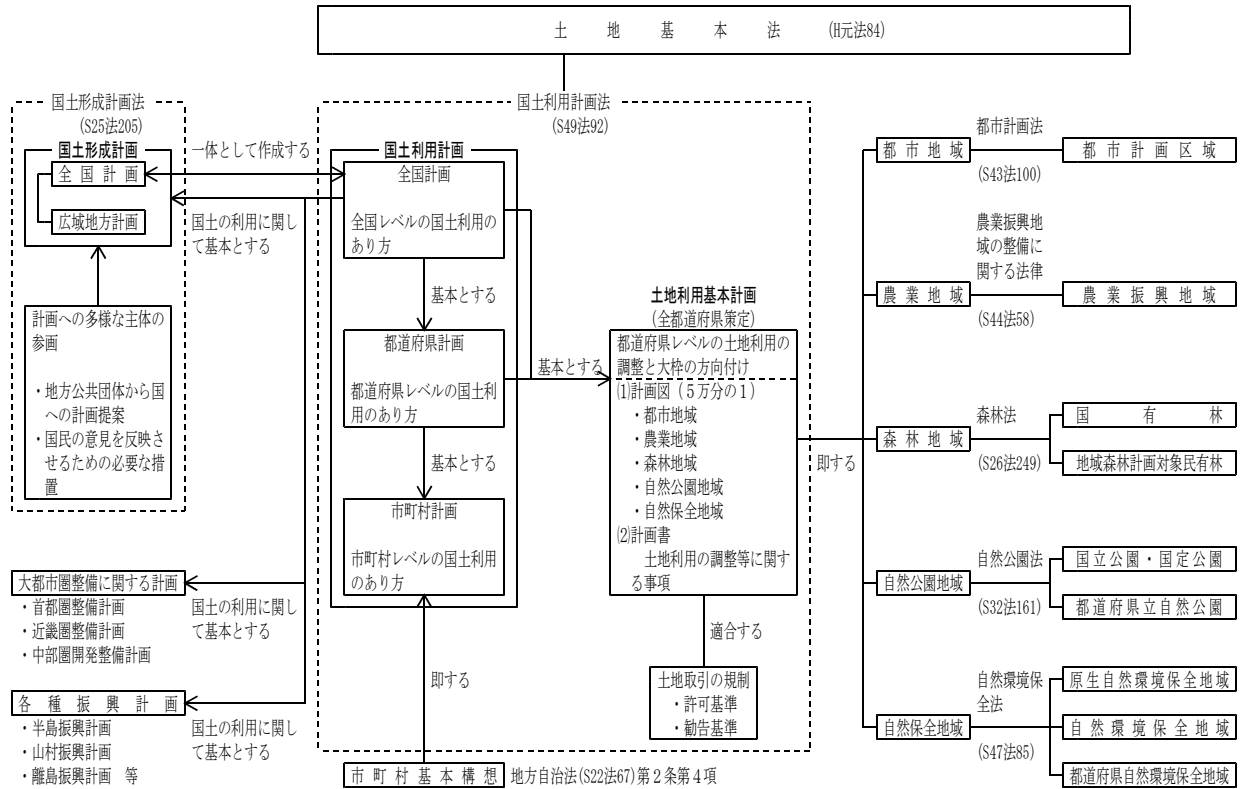 土地基本法 (H元法84)
国土形成計画法
(S25法205)
国土形成計画
全国計画
広域地方計画
計画への多様な主体の
参画
・地方公共団体から国
への計画提案
・国民の意見を反映さ
せるための必要な措
置
一体として作成する
国土の利用に関し
て基本とする
大都市圏整備に関する計画
・首都圏整備計画
・近畿圏整備計画
・中部圏開発整備計画
国土の利用に関し
て基本とする
各種振興計画
・半島振興計画
・山村振興計画
・離島振興計画 等
国土の利用に関し
て基本とする
国土利用計画法
(S49法92)
国土利用計画
全国計画
全国レベルの国土利用の
あり方
基本とする
都道府県計画
都道府県レベルの国土利
用のあり方
基本とする
市町村計画
市町村レベルの国土利用
のあり方
即する
市町村基本構想 地方自治法(S22法67)第2条第4項
基本とする
土地利用基本計画
(全都道府県策定)
都道府県レベルの土地利用の
調整と大枠の方向付け
⑴計画図(5万分の1)
・都市地域
・農業地域
・森林地域
・自然公園地域
・自然保全地域
⑵計画書
土地利用の調整等に関す
る事項
適合する
土地取引の規制
・許可基準
・勧告基準
即する
都市地域
都市計画法
(S43法100)
都市計画区域
農業地域
農業振興地
域の整備に
関する法律
(S44法58)
農業振興地域
森林地域
森林法
(S26法249)
国有林
地域森林計画対象民有林
自然公園地域
自然公園法
(S32法161)
国立公園・国定公園
都道府県立自然公園
自然保全地域
自然環境保
全法
(S47法85)
原生自然環境保全地域
自然環境保全地域
都道府県自然環境保全地域